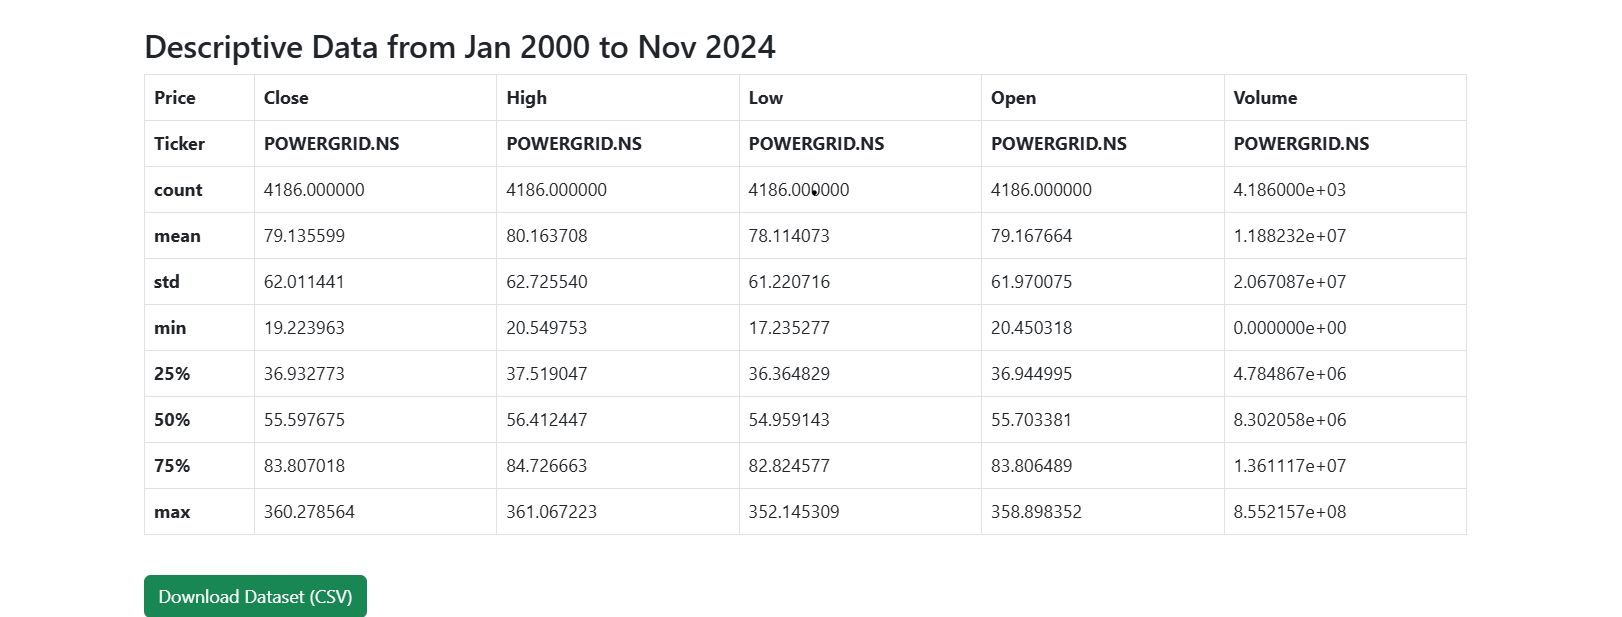 Descriptive Data from Jan 2000 to Nov 2024
Price Close High Low Open Volume
Ticker POWERGRID.NS POWERGRID.NS POWERGRID.NS POWERGRID.NS POWERGRID.NS
count 4186.000000 4186.000000 4186.000000 4186.000000 4.186000e+03
mean 79.135599 80.163708 78.114073 79.167664 1.188232e+07
std 62.011441 62.725540 61.220716 61.970075 2.067087e+07
min 19.223963 20.549753 17.235277 20.450318 0.000000e+00
25% 36.932773 37.519047 36.364829 36.944995 4.784867e+06
50% 55.597675 56.412447 54.959143 55.703381 8.302058e+06
75% 83.807018 84.726663 82.824577 83.806489 1.361117e+07
max 360.278564 361.067223 352.145309 358.898352 8.552157e+08
Download Dataset (CSV)